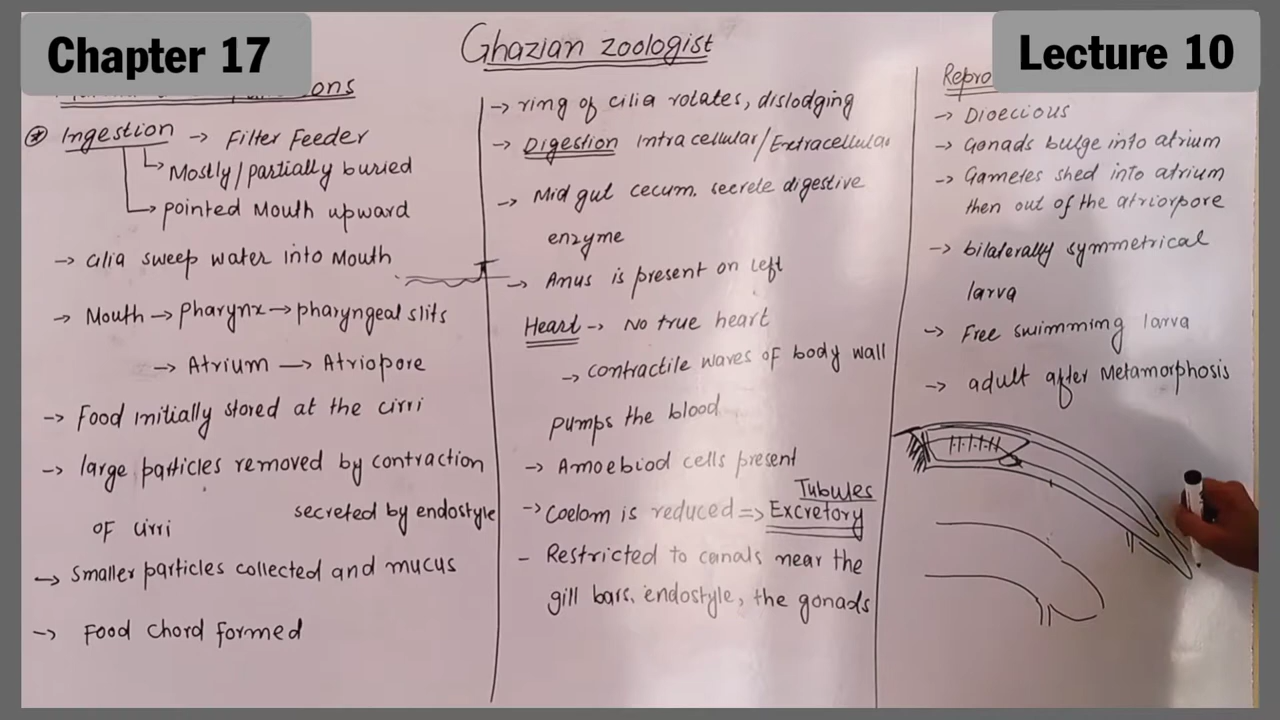 Chapter 17
Ghazian zoologist
Lecture 10
ons
Ingestion → Filter Feeder
Mostly/partially buried
pointed Mouth upward
→ cilia sweep water into Mouth
→ Mouth → Pharynx → pharyngeal slits
→ Atrium → Atriopore
→ Food initially stored at the cirri
→ large particles removed by contraction
of cirri
secreted by endostyle
→ smaller particles collected and mucus
→ Food Chord formed
→ ring of cilia rotates, dislodging
→ Digestion Intracellular/Extracellular
→ Mid gut cecum. secrete digestive
enzyme
→ Anus is present on left
Heart → No true heart
→ contractile waves of body wall
pumps the blood
→ Amoebiod cells present
Tubules
→ Coelom is reduced ⇒ Excretory
- Restricted to canals near the
gill bars, endostyle, the gonads
Repro
→ Dioecious
→ Gonads bulge into atrium
→ Gametes shed into atrium
then out of the atriorpore
→ bilaterally symmetrical
larva
→ Free swimming larva
→ adult after Metamorphosis